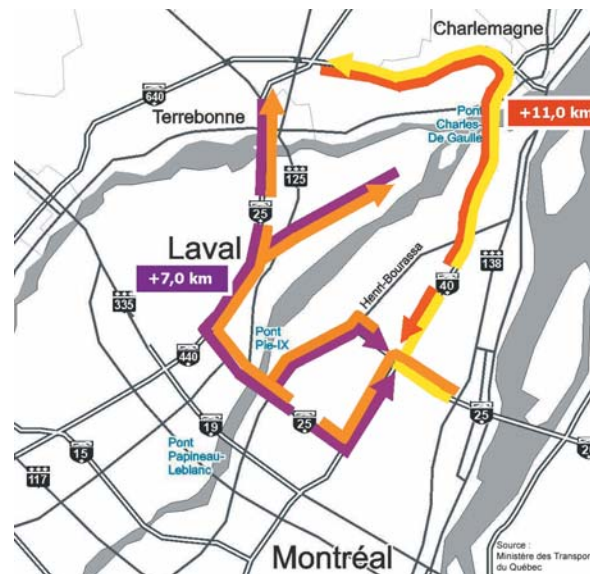 Charlemagne
640
Terrebonne
Pont
Charles-
De Gaulle
+11,0 km
125
25
Laval
138
+7,0 km
40
Henri-Bourassa
335
Pont
Pie-IX
440
25
25
19
15
Pont
Papineau-
Leblanc
117
Montréal
Source :
Ministère des Transport
du Québec